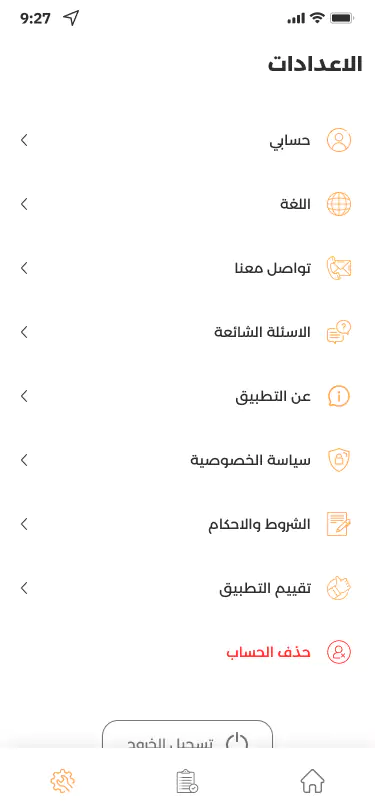 9:27
الاعدادات
حسابي
اللغة
تواصل معنا
الاسئلة الشائعة
عن التطبيق
سياسة الخصوصية
الشروط والاحكام
تقييم التطبيق
حذف الحساب
تسجيل الخروج